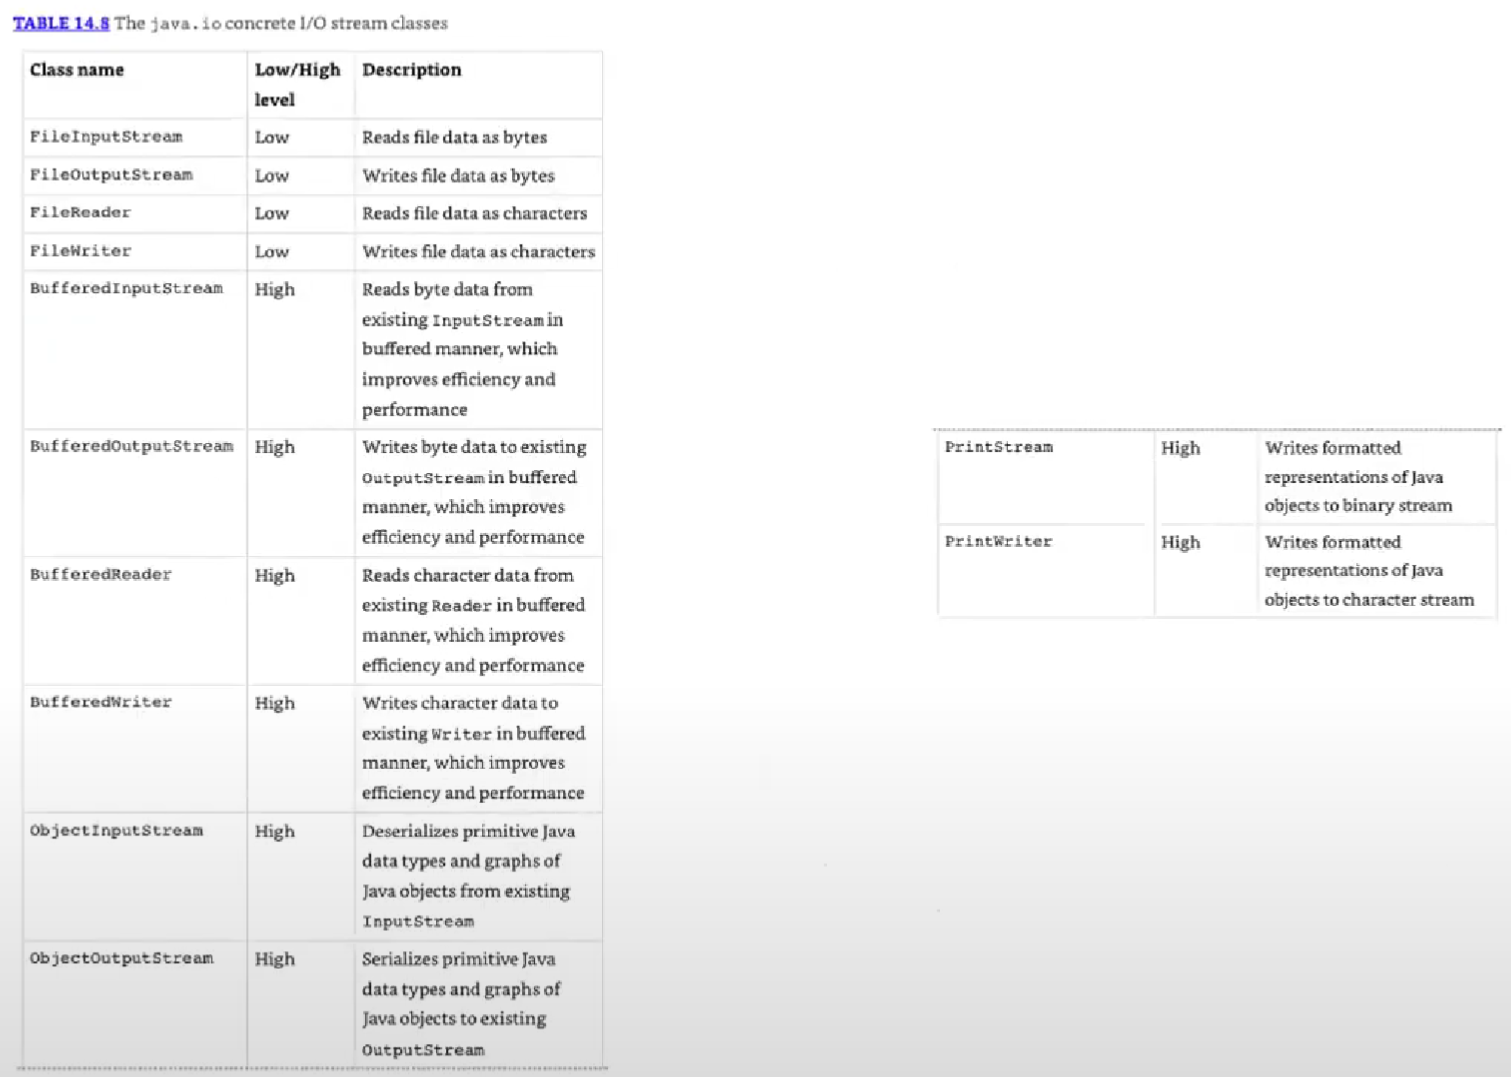 TABLE 14.8 The java.io concrete I/O stream classes
Class name Low/High level Description
FileInputStream Low Reads file data as bytes
FileOutputStream Low Writes file data as bytes
FileReader Low Reads file data as characters
FileWriter Low Writes file data as characters
BufferedInputStream High Reads byte data from
existing InputStream in
buffered manner, which
improves efficiency and
performance
BufferedOutputStream High Writes byte data to existing
OutputStream in buffered
manner, which improves
efficiency and performance
BufferedReader High Reads character data from
existing Reader in buffered
manner, which improves
efficiency and performance
BufferedWriter High Writes character data to
existing Writer in buffered
manner, which improves
efficiency and performance
ObjectInputStream High Deserializes primitive Java
data types and graphs of
Java objects from existing
InputStream
ObjectOutputStream High Serializes primitive Java
data types and graphs of
Java objects to existing
OutputStream
PrintStream High Writes formatted
representations of Java
objects to binary stream
PrintWriter High Writes formatted
representations of Java
objects to character stream